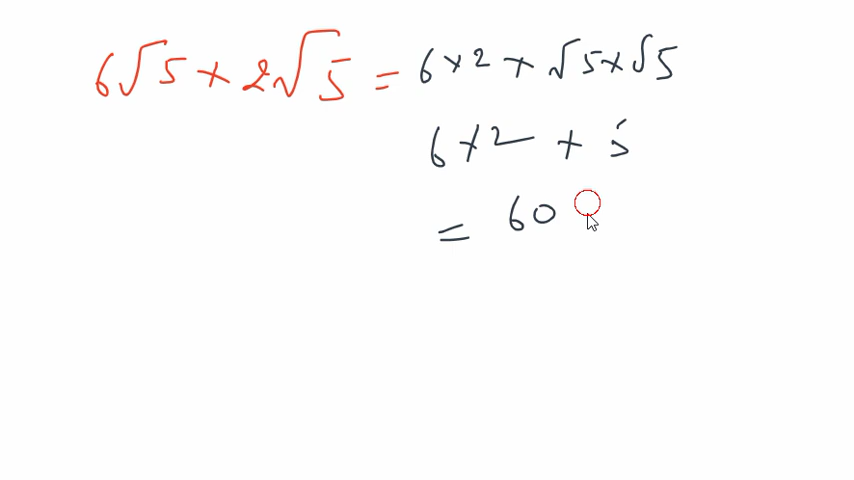 6√5 × 2√5 = 6 × 2 × √5 × √5
6 × 2 × 5
= 60